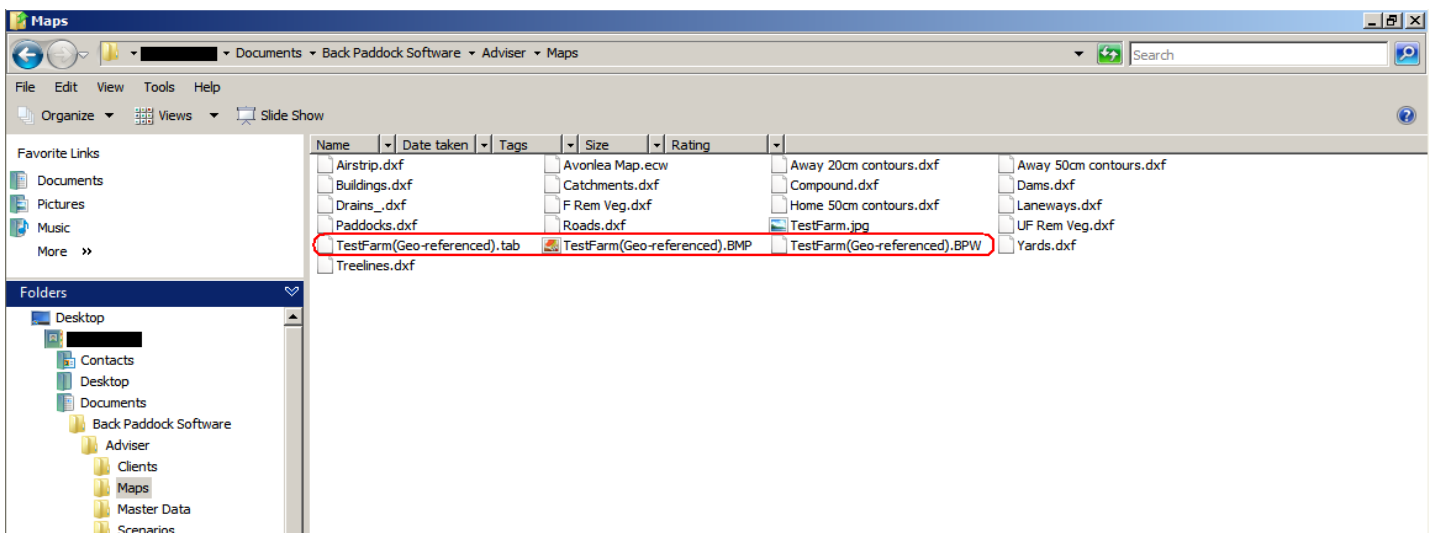 Maps
Documents Back Paddock Software Adviser Maps Search
File Edit View Tools Help
Organize Views Slide Show
Favorite Links
Documents
Pictures
Music
More »
Folders
Desktop
Contacts
Desktop
Documents
Back Paddock Software
Adviser
Clients
Maps
Master Data
Scenarios
Name Date taken Tags Size Rating
Airstrip.dxf Avonlea Map.ecw Away 20cm contours.dxf Away 50cm contours.dxf
Buildings.dxf Catchments.dxf Compound.dxf Dams.dxf
Drains_.dxf F Rem Veg.dxf Home 50cm contours.dxf Laneways.dxf
Paddocks.dxf Roads.dxf TestFarm.jpg UF Rem Veg.dxf
TestFarm(Geo-referenced).tab TestFarm(Geo-referenced).BMP TestFarm(Geo-referenced).BPW Yards.dxf
Treelines.dxf